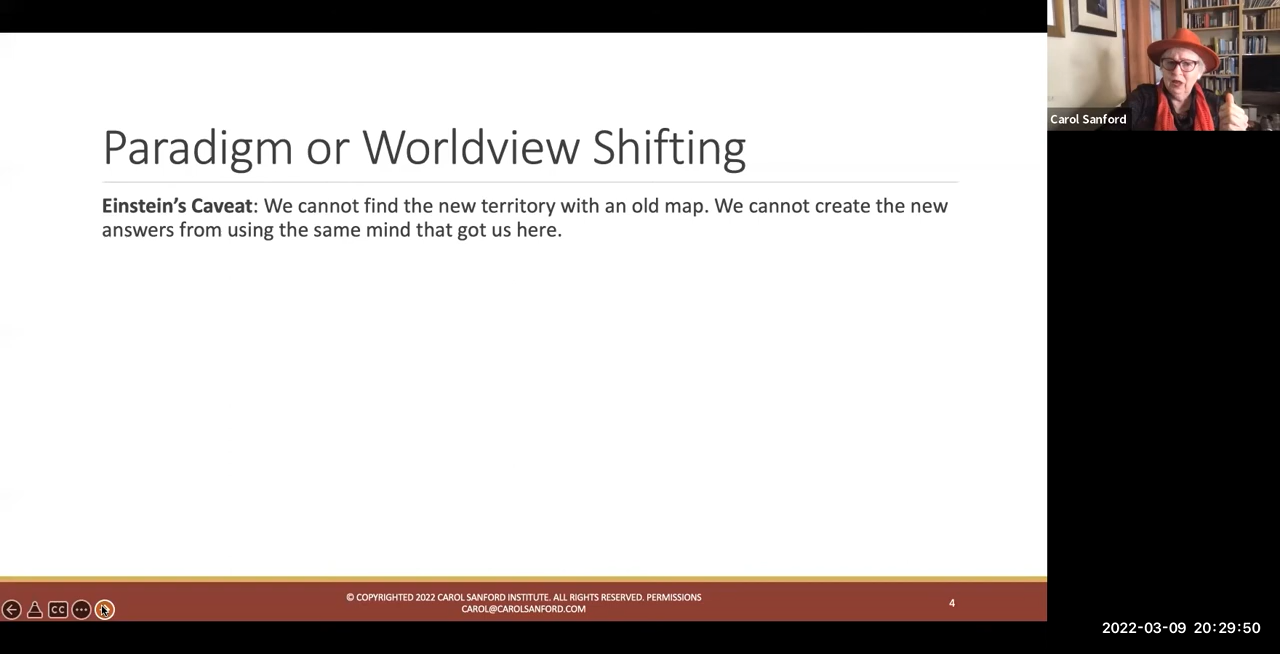 Paradigm or Worldview Shifting
Einstein's Caveat: We cannot find the new territory with an old map. We cannot create the new
answers from using the same mind that got us here.
Carol Sanford
CC
© COPYRIGHTED 2022 CAROL SANFORD INSTITUTE. ALL RIGHTS RESERVED. PERMISSIONS
CAROL@CAROLSANFORD.COM
4
2022-03-09 20:29:50